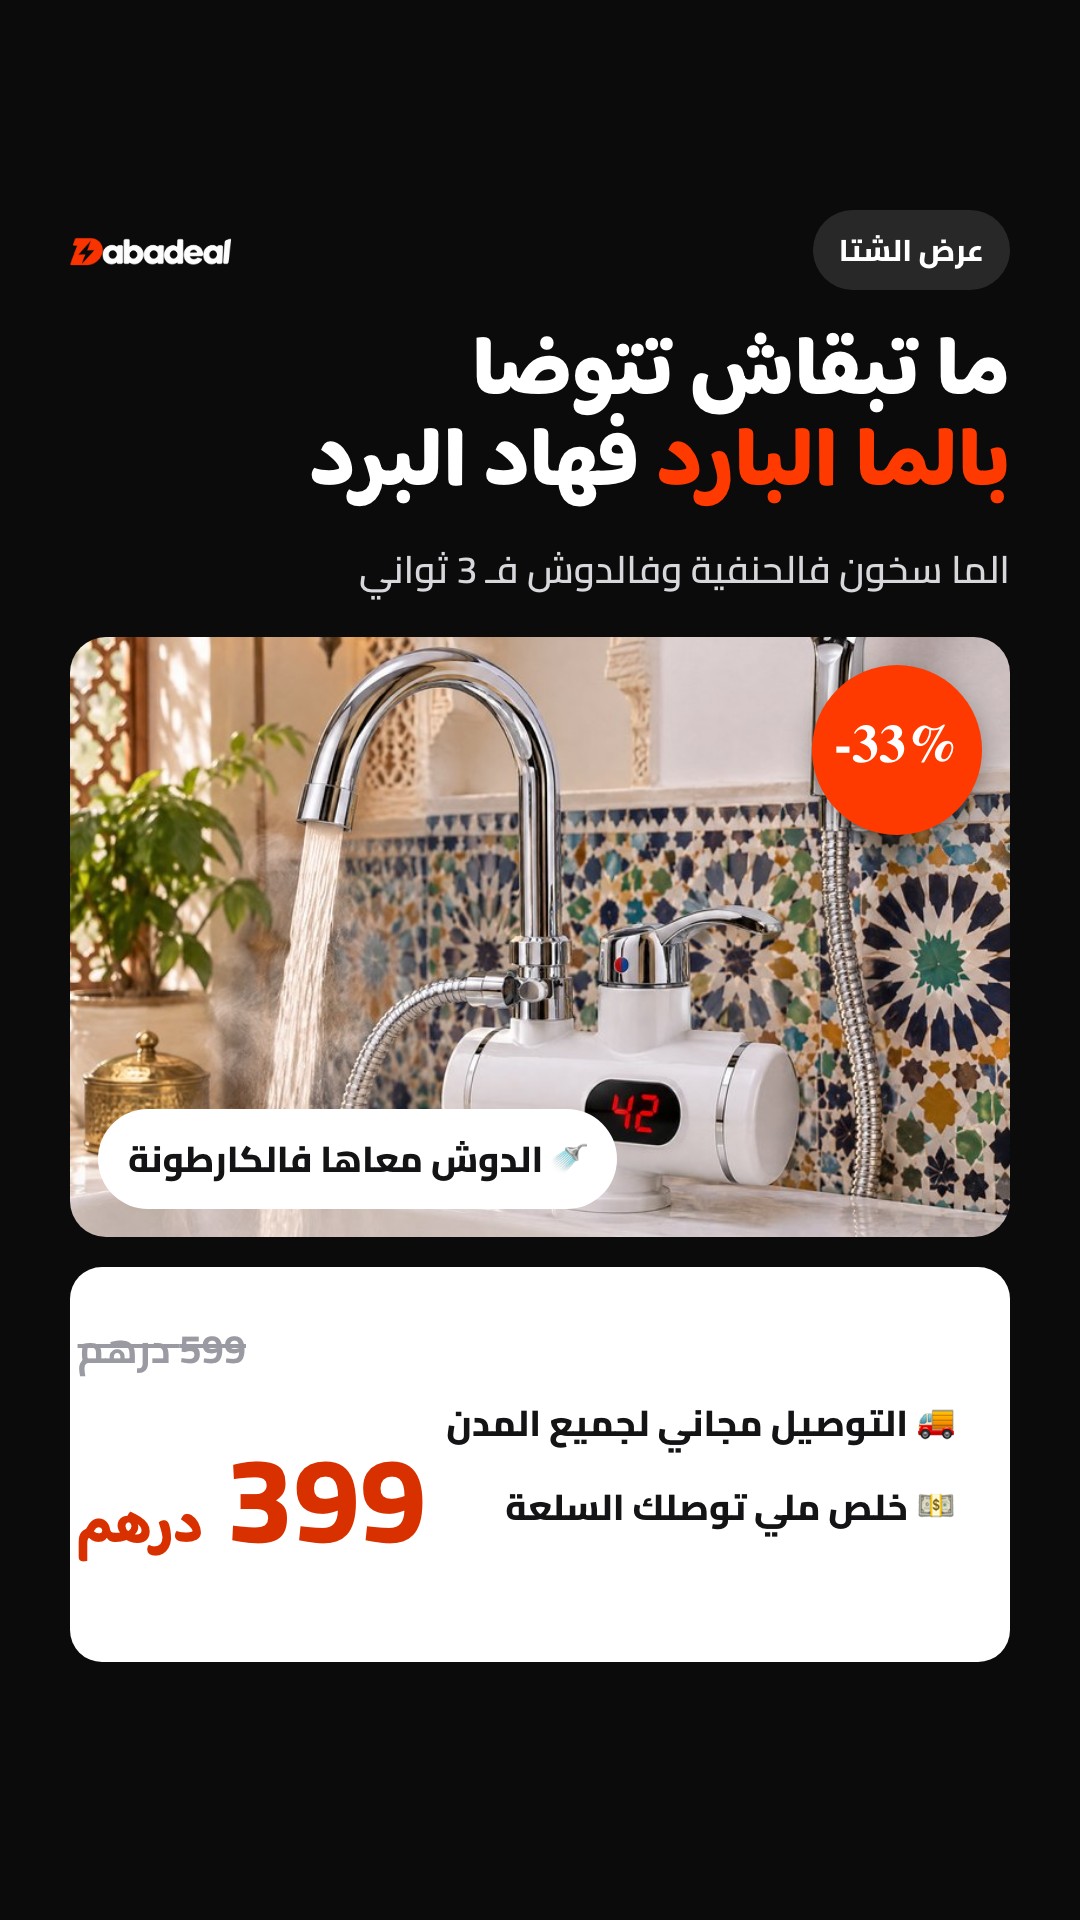 Dabadeal
عرض الشتا
ما تبقاش تتوضا
بالما البارد فهاد البرد
الما سخون فالحنفية وفالدوش فـ 3 ثواني
-33%
42
🚿 الدوش معاها فالكارطونة
599 درهم
🚚 التوصيل مجاني لجميع المدن
399 درهم
💵 خلص ملي توصلك السلعة